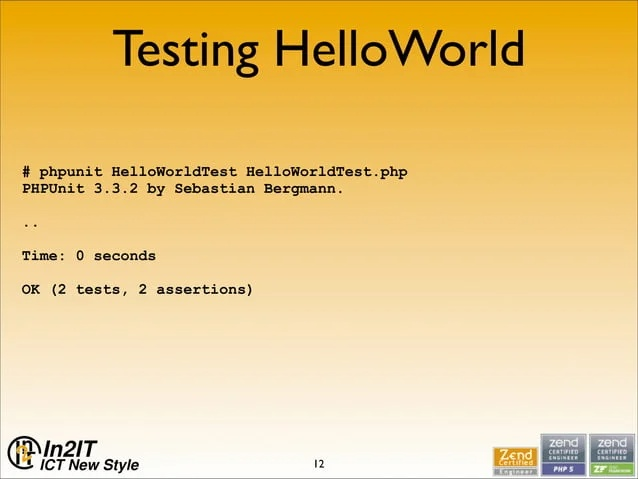 Testing HelloWorld
# phpunit HelloWorldTest HelloWorldTest.php
PHPUnit 3.3.2 by Sebastian Bergmann.
..
Time: 0 seconds
OK (2 tests, 2 assertions)
In2IT
ICT New Style
12
Zend
Certified
Engineer
zend
CERTIFIED
ENGINEER
PHP 5
zend
CERTIFIED
ENGINEER
ZF